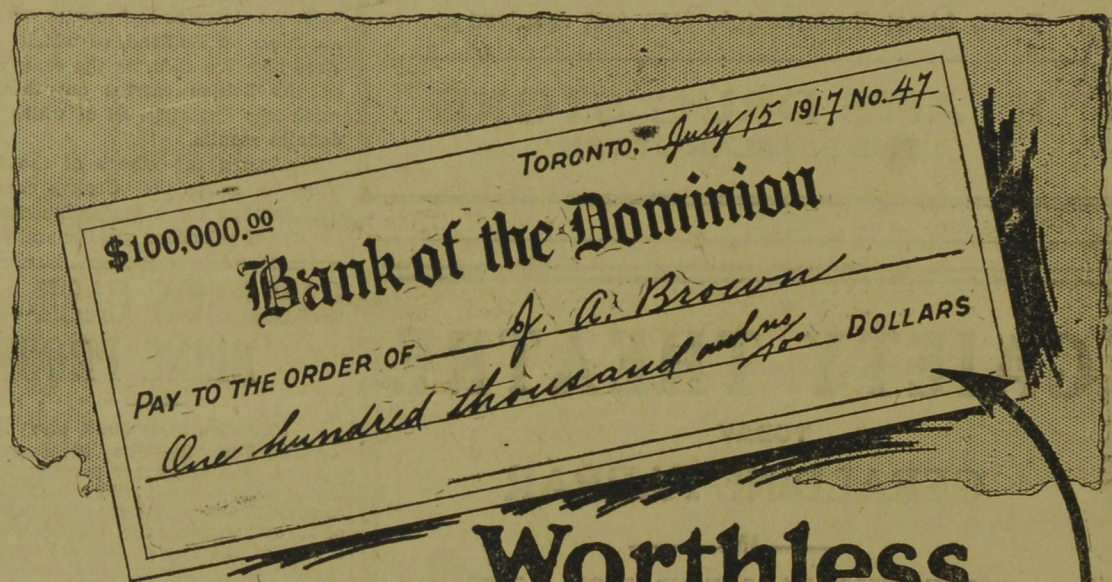 TORONTO, July 15 1917 No. 47
$100,000.00
Bank of the Dominion
PAY TO THE ORDER OF J. A. Brown
One hundred thousand and no/100 DOLLARS
Worthless